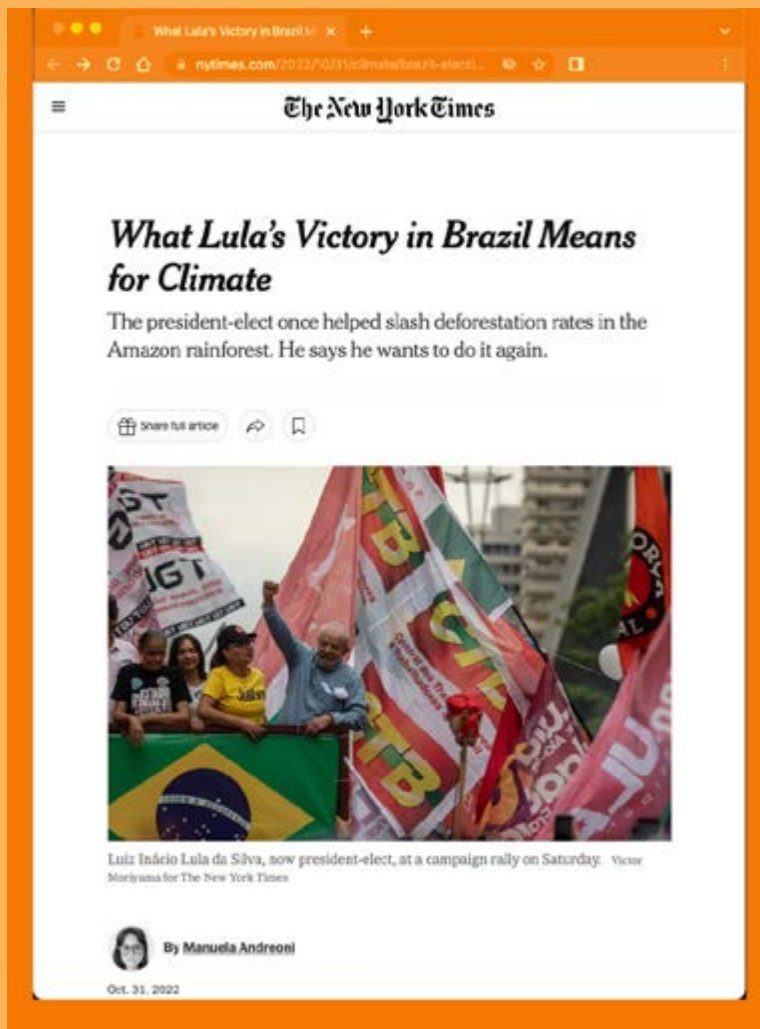 What Lula's Victory in Brazil
nytimes.com/2022/10/31/climate/brazil-electi...
The New York Times
What Lula's Victory in Brazil Means
for Climate
The president-elect once helped slash deforestation rates in the
Amazon rainforest. He says he wants to do it again.
Share full article
UGT
CTB
CTB
CTB
Luiz Inácio Lula da Silva, now president-elect, at a campaign rally on Saturday. Victor
Moriyama for The New York Times
By Manuela Andreoni
Oct. 31, 2022